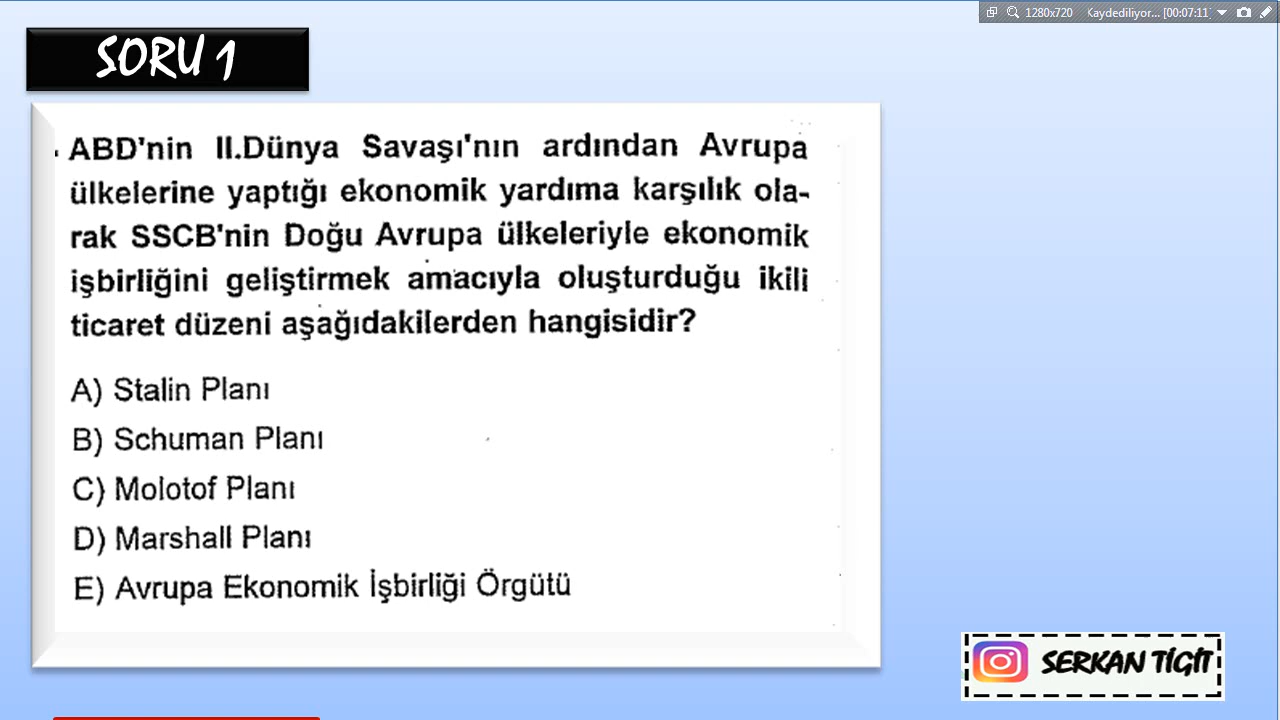 1280x720 Kaydediliyor... [00:07:11]
SORU 1
ABD'nin II.Dünya Savaşı'nın ardından Avrupa
ülkelerine yaptığı ekonomik yardıma karşılık ola-
rak SSCB'nin Doğu Avrupa ülkeleriyle ekonomik
işbirliğini geliştirmek amacıyla oluşturduğu ikili
ticaret düzeni aşağıdakilerden hangisidir?
A) Stalin Planı
B) Schuman Planı
C) Molotof Planı
D) Marshall Planı
E) Avrupa Ekonomik İşbirliği Örgütü
SERKAN TİGİT